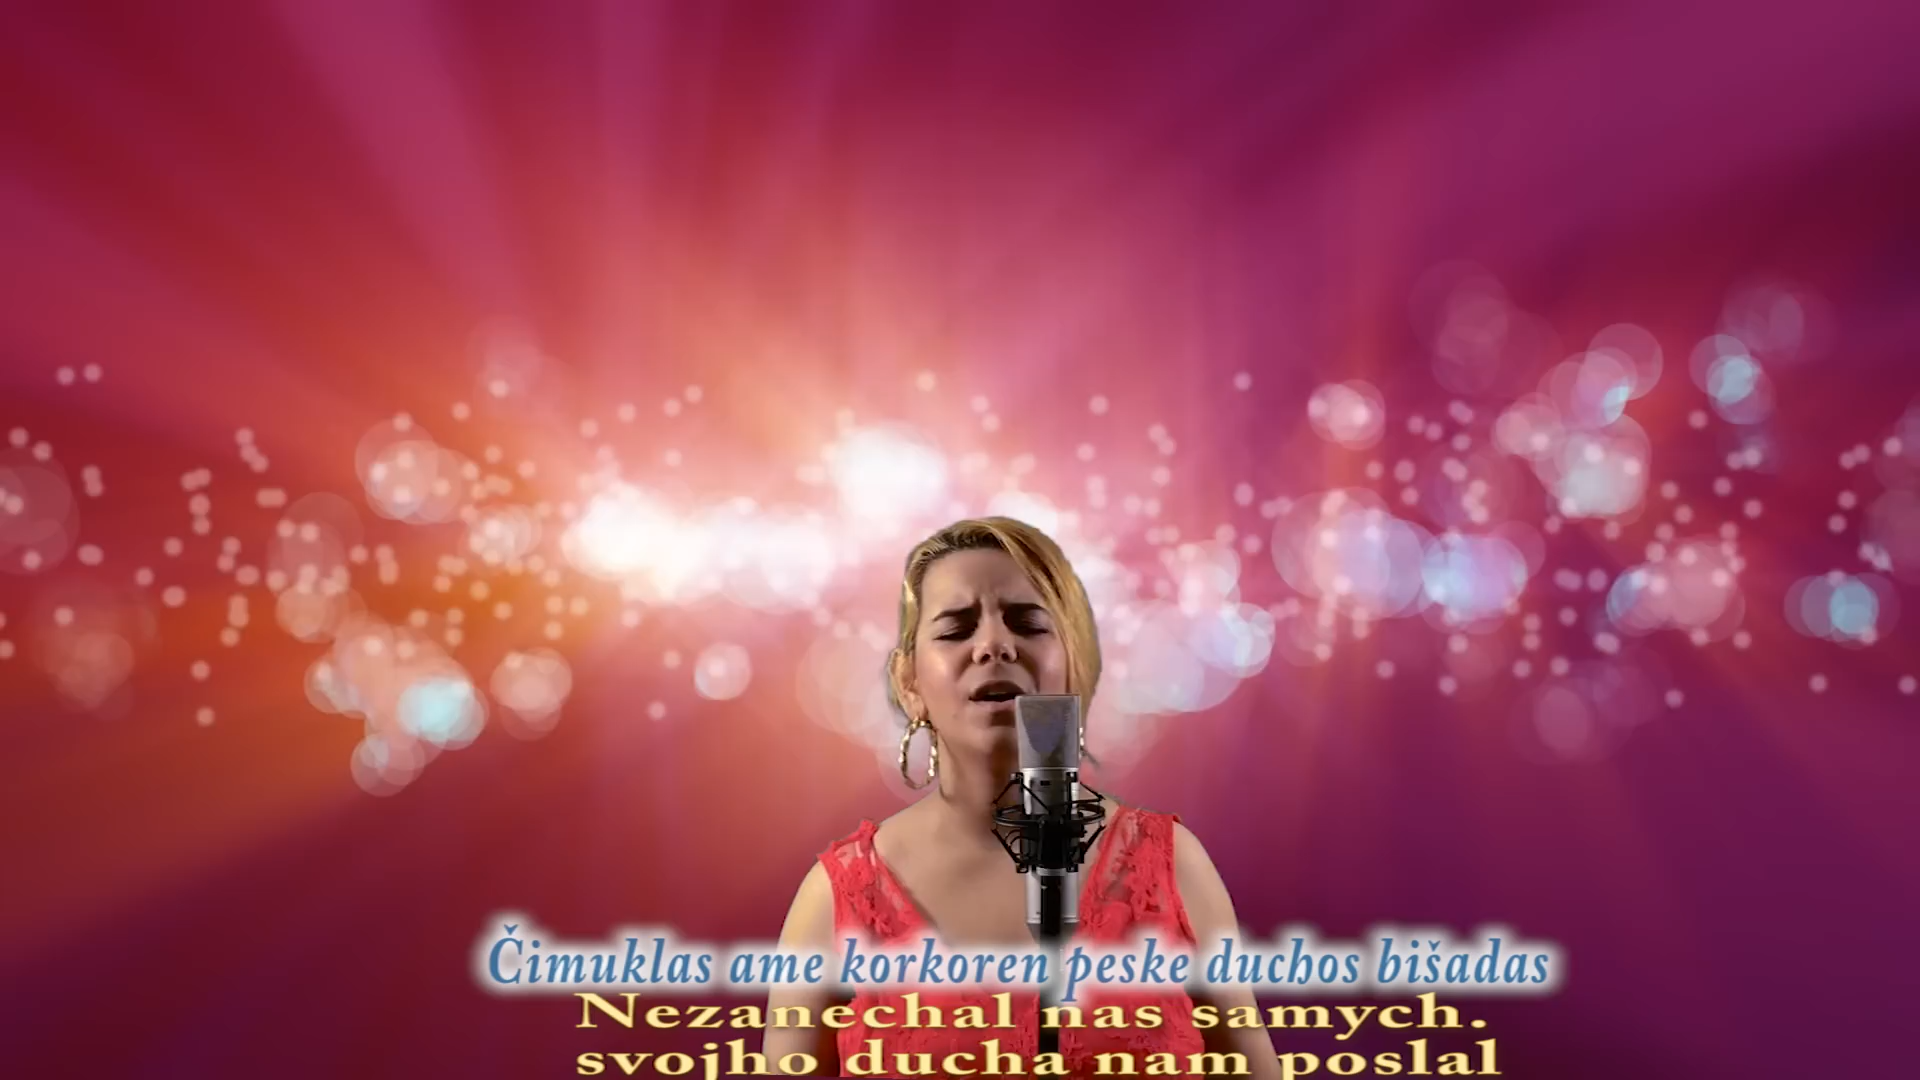 Čimuklas ame korkoren peske duchos bišadas
Nezanechal nas samych.
svojho ducha nam poslal